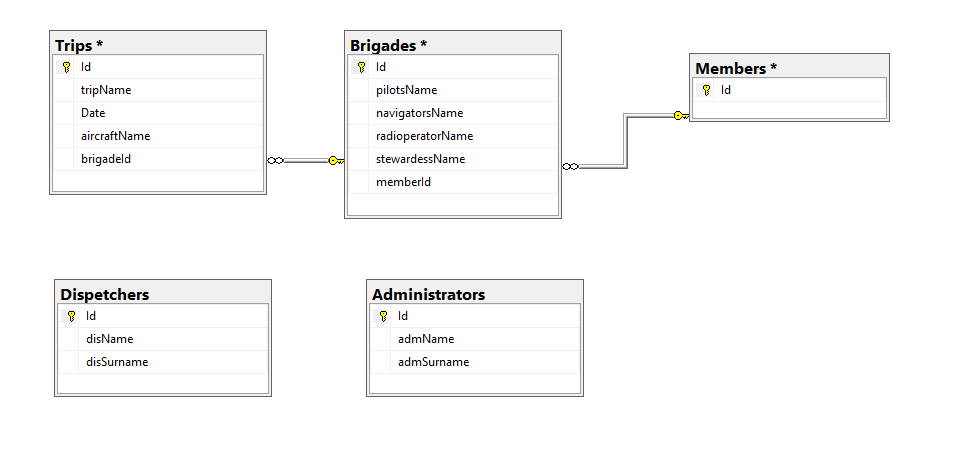 Trips *
Id
tripName
Date
aircraftName
brigadeId
Brigades *
Id
pilotsName
navigatorsName
radioperatorName
stewardessName
memberId
Members *
Id
Dispetchers
Id
disName
disSurname
Administrators
Id
admName
admSurname